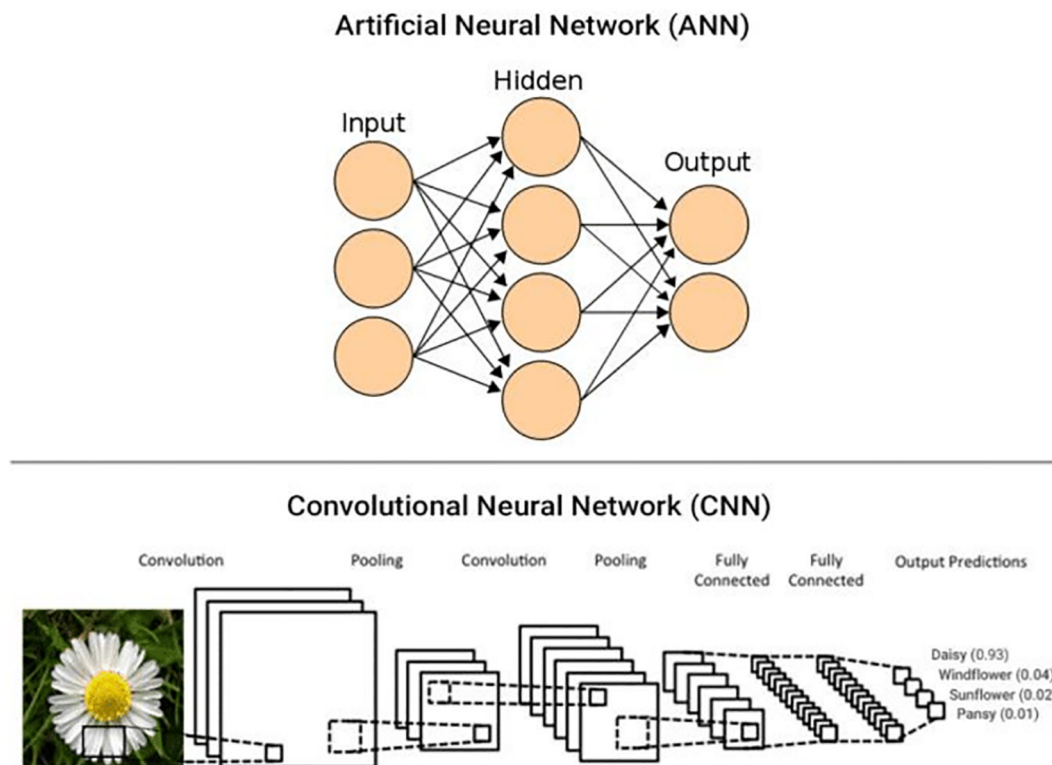 Artificial Neural Network (ANN)
Hidden
Input
Output
Convolutional Neural Network (CNN)
Convolution
Pooling
Convolution
Pooling
Fully
Connected
Fully
Connected
Output Predictions
Daisy (0.93)
Windflower (0.04)
Sunflower (0.02
Pansy (0.01)